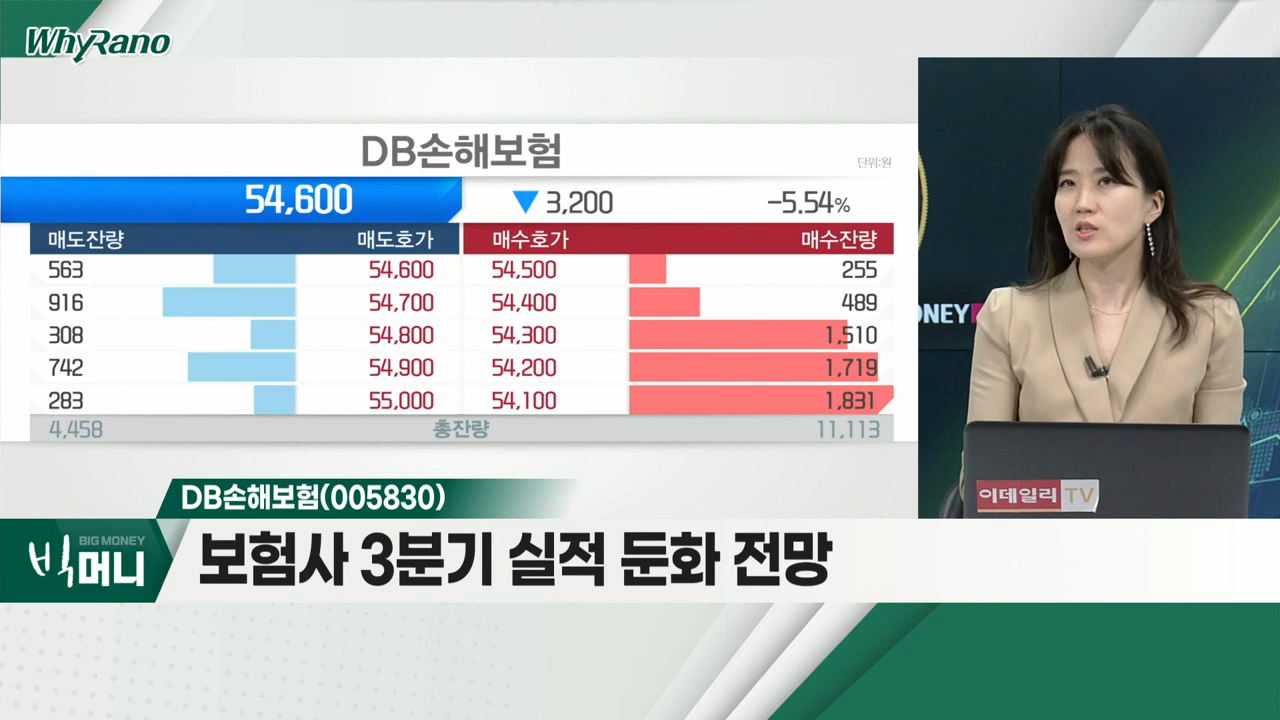 WhyRano
DB손해보험
단위:원
54,600 ▼ 3,200 -5.54%
매도잔량 매도호가 매수호가 매수잔량
563 54,600 54,500 255
916 54,700 54,400 489
308 54,800 54,300 1,510
742 54,900 54,200 1,719
283 55,000 54,100 1,831
4,458 총잔량 11,113
ONEY
이데일리 TV
DB손해보험(005830)
BIG MONEY
빅머니
보험사 3분기 실적 둔화 전망